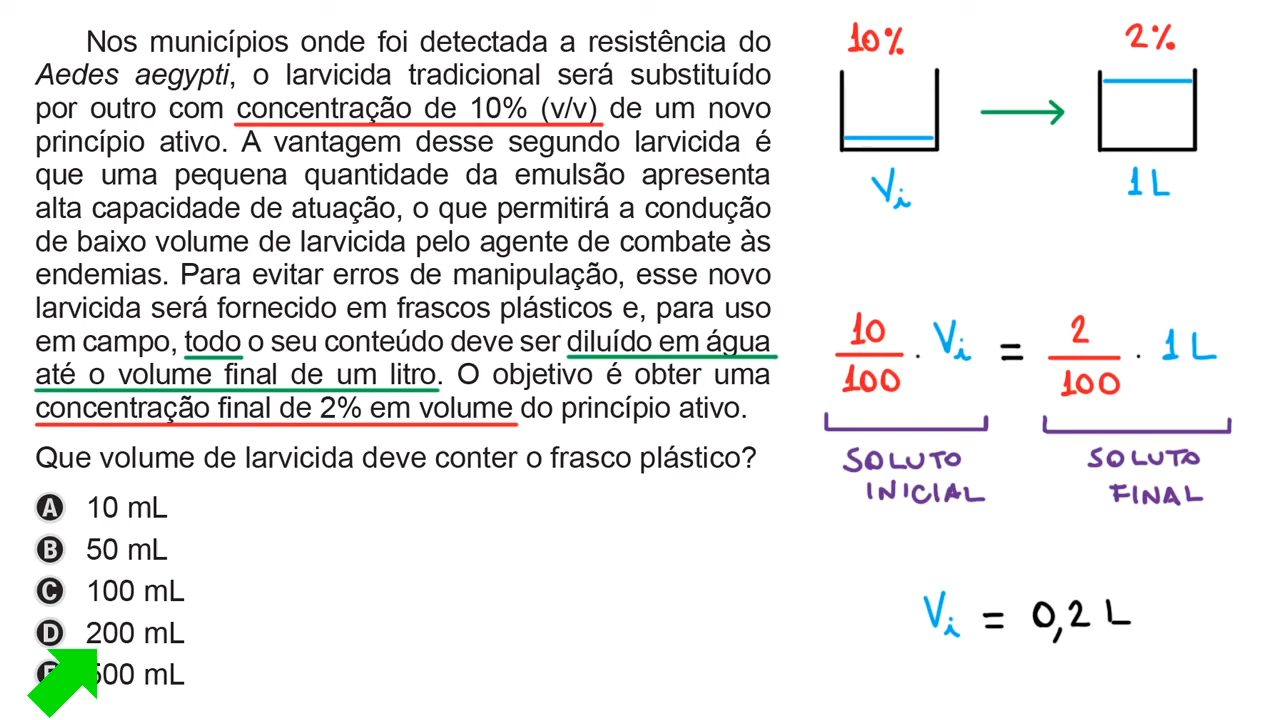 Nos municípios onde foi detectada a resistência do
Aedes aegypti, o larvicida tradicional será substituído
por outro com concentração de 10% (v/v) de um novo
princípio ativo. A vantagem desse segundo larvicida é
que uma pequena quantidade da emulsão apresenta
alta capacidade de atuação, o que permitirá a condução
de baixo volume de larvicida pelo agente de combate às
endemias. Para evitar erros de manipulação, esse novo
larvicida será fornecido em frascos plásticos e, para uso
em campo, todo o seu conteúdo deve ser diluído em água
até o volume final de um litro. O objetivo é obter uma
concentração final de 2% em volume do princípio ativo.
Que volume de larvicida deve conter o frasco plástico?
A 10 mL
B 50 mL
C 100 mL
D 200 mL
E 500 mL
10% 2%
Vi 1L
10/100 . Vi = 2/100 . 1L
SOLUTO INICIAL SOLUTO FINAL
Vi = 0,2 L